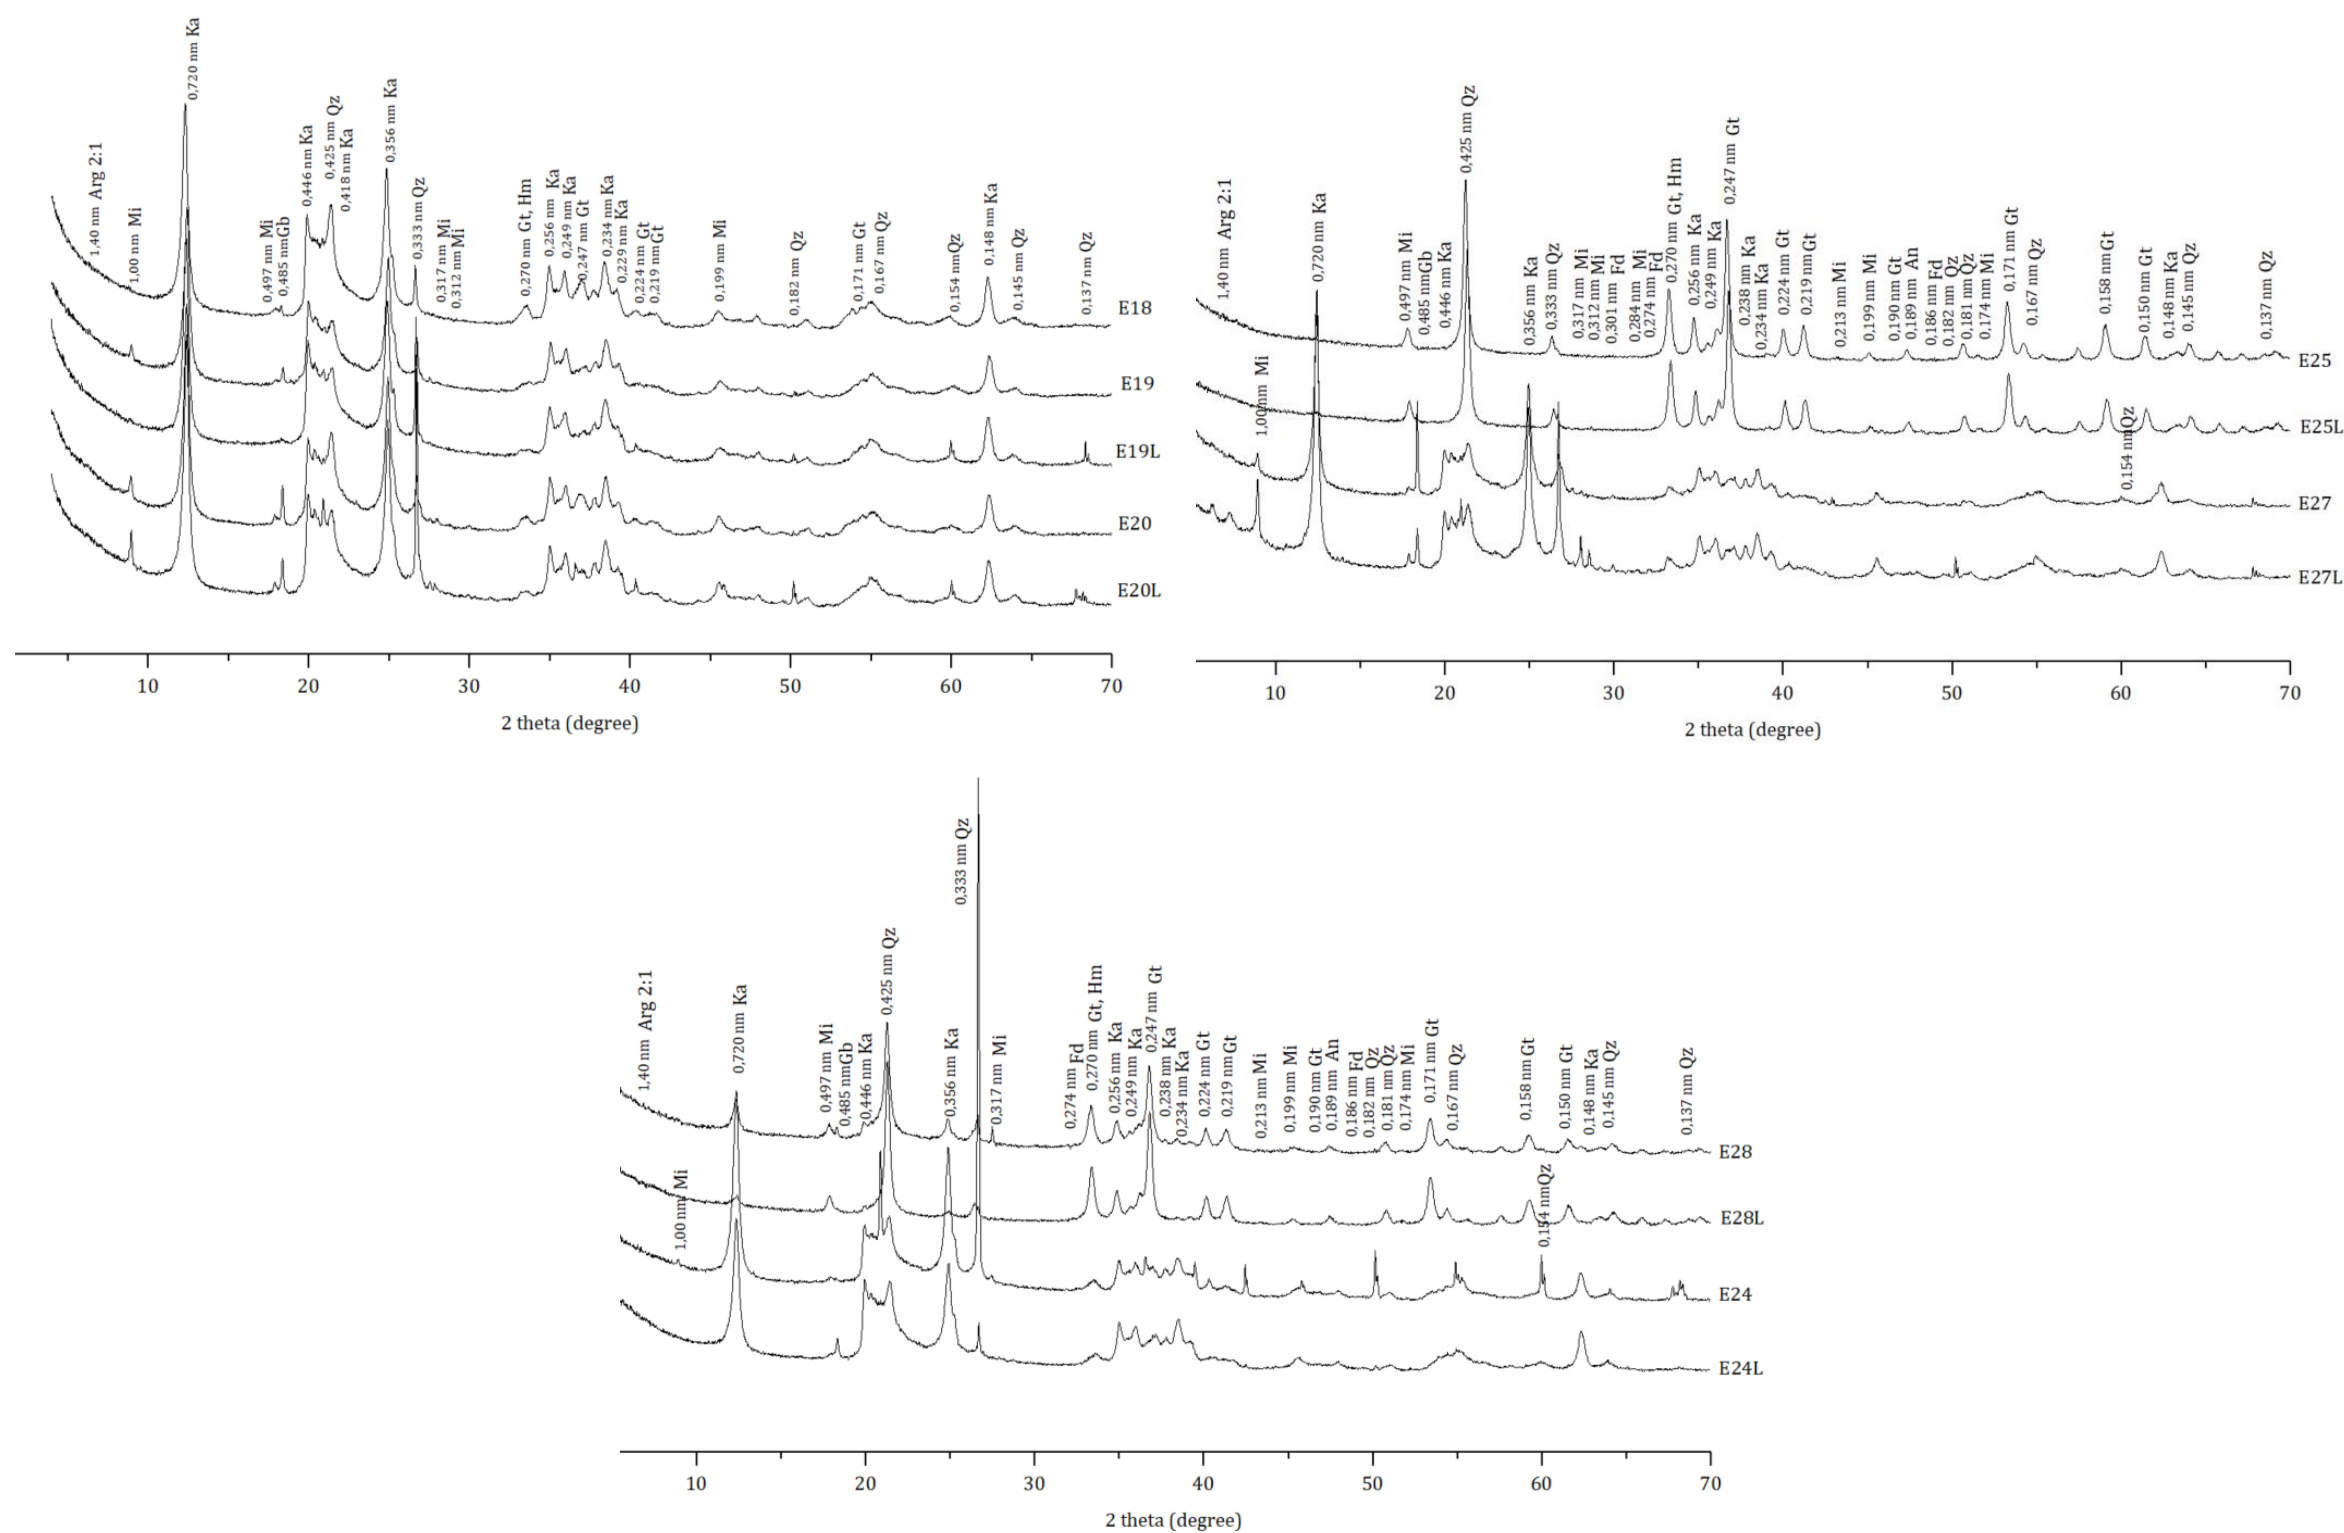 0,720 nm Ka
1,40 nm Arg 2:1
1,00 nm Mi
0,497 nm Mi
0,485 nmGb
0,446 nm Ka
0,425 nm Qz
0,418 nm Ka
0,356 nm Ka
0,333 nm Qz
0,317 nm Mi
0,312 nm Mi
0,270 nm Gt, Hm
0,256 nm Ka
0,249 nm Ka
0,247 nm Gt
0,234 nm Ka
0,229 nm Ka
0,224 nm Gt
0,219 nmGt
0,199 nm Mi
0,182 nm Qz
0,171 nm Gt
0,167 nm Qz
0,154 nmQz
0,148 nm Ka
0,145 nm Qz
0,137 nm Qz
E18
E19
E19L
E20
E20L
10 20 30 40 50 60 70
2 theta (degree)
1,40 nm Arg 2:1
1,00nm Mi
0,720 nm Ka
0,497 nm Mi
0,485 nmGb
0,446 nm Ka
0,425 nm Qz
0,356 nm Ka
0,333 nm Qz
0,317 nm Mi
0,312 nm Mi
0,301 nm Fd
0,284 nm Mi
0,274 nm Fd
0,270 nm Gt, Hm
0,256 nm Ka
0,249 nm Ka
0,247 nm Gt
0,238 nm Ka
0,234 nm Ka
0,224 nm Gt
0,219 nmGt
0,213 nm Mi
0,199 nm Mi
0,190 nm Gt
0,189 nm An
0,186 nm Fd
0,182 nm Qz
0,181 nm Qz
0,174 nm Mi
0,171 nm Gt
0,167 nm Qz
0,158 nmGt
0,154 nmQz
0,150 nm Gt
0,148 nm Ka
0,145 nm Qz
0,137 nm Qz
E25
E25L
E27
E27L
10 20 30 40 50 60 70
2 theta (degree)
1,40 nm Arg 2:1
1,00 nm Mi
0,720 nm Ka
0,497 nm Mi
0,485 nmGb
0,446 nm Ka
0,425 nm Qz
0,356 nm Ka
0,333 nm Qz
0,317 nm Mi
0,274 nm Fd
0,270 nm Gt, Hm
0,256 nm Ka
0,249 nm Ka
0,247 nm Gt
0,238 nm Ka
0,234 nm Ka
0,224 nm Gt
0,219 nmGt
0,213 nm Mi
0,199 nm Mi
0,190 nm Gt
0,189 nm An
0,186 nm Fd
0,182 nm Qz
0,181 nm Qz
0,174 nm Mi
0,171 nm Gt
0,167 nm Qz
0,158 nmGt
0,154 nmQz
0,150 nm Gt
0,148 nm Ka
0,145 nm Qz
0,137 nm Qz
E28
E28L
E24
E24L
10 20 30 40 50 60 70
2 theta (degree)